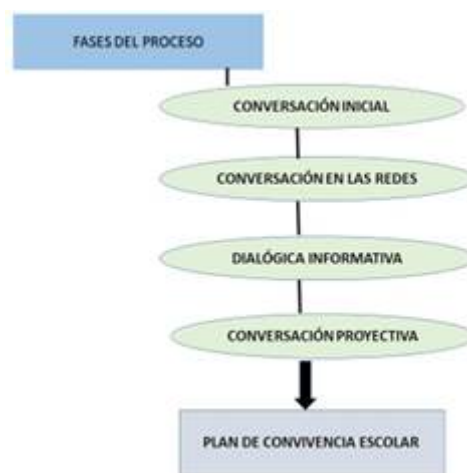 FASES DEL PROCESO
CONVERSACIÓN INICIAL
CONVERSACIÓN EN LAS REDES
DIALÓGICA INFORMATIVA
CONVERSACIÓN PROYECTIVA
PLAN DE CONVIVENCIA ESCOLAR